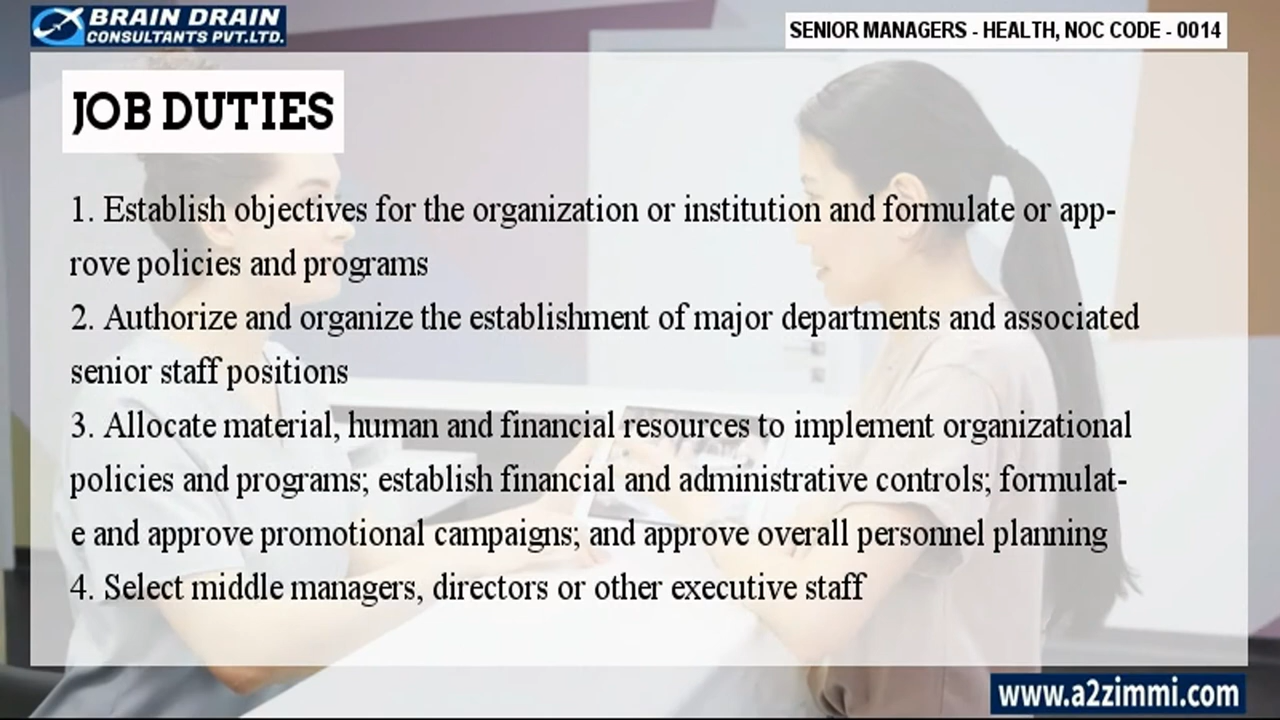 BRAIN DRAIN
CONSULTANTS PVT.LTD.
SENIOR MANAGERS - HEALTH, NOC CODE - 0014
JOB DUTIES
1. Establish objectives for the organization or institution and formulate or app-
rove policies and programs
2. Authorize and organize the establishment of major departments and associated
senior staff positions
3. Allocate material, human and financial resources to implement organizational
policies and programs; establish financial and administrative controls; formulat-
e and approve promotional campaigns; and approve overall personnel planning
4. Select middle managers, directors or other executive staff
www.a2zimmi.com